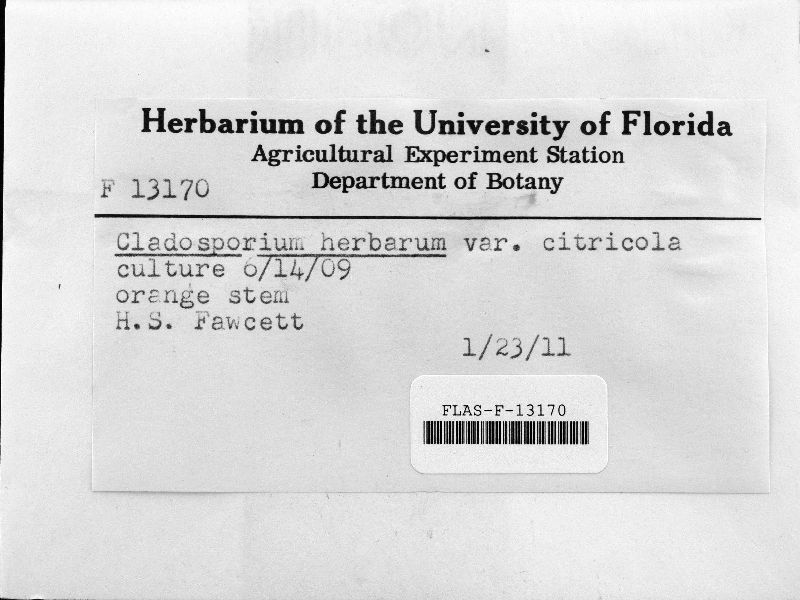 Herbarium of the University of Florida
Agricultural Experiment Station
Department of Botany
F 13170
Cladosporium herbarum var. citricola
culture 6/14/09
orange stem
H.S. Fawcett
1/23/11
FLAS-F-13170